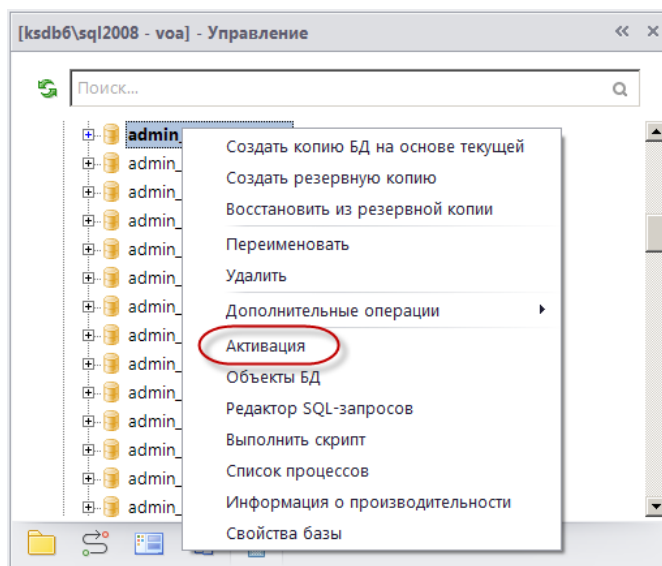 [ksdb6\sql2008 - voa] - Управление
Поиск...
admin_
admin_
admin_
admin_
admin_
admin_
admin_
admin_
admin_
admin_
admin_
admin_
admin_
admin_
Создать копию БД на основе текущей
Создать резервную копию
Восстановить из резервной копии
Переименовать
Удалить
Дополнительные операции
Активация
Объекты БД
Редактор SQL-запросов
Выполнить скрипт
Список процессов
Информация о производительности
Свойства базы